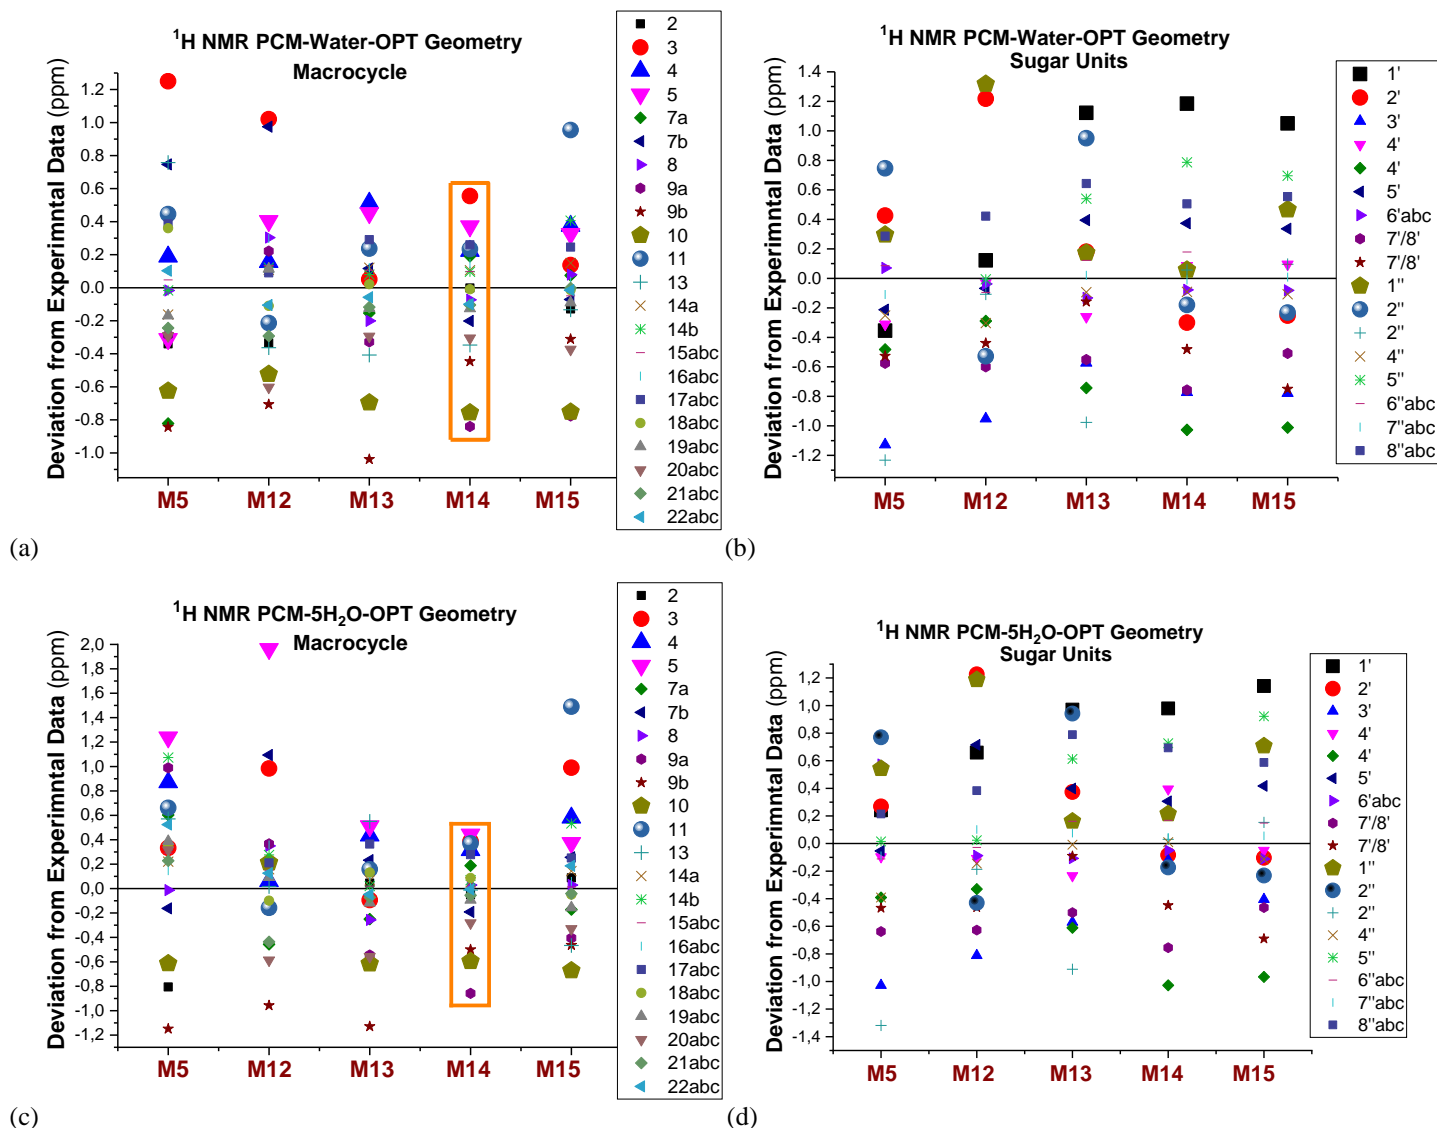 ¹H NMR PCM-Water-OPT Geometry
Macrocycle
Deviation from Experimntal Data (ppm)
1.2
1.0
0.8
0.6
0.4
0.2
0.0
-0.2
-0.4
-0.6
-0.8
-1.0
M5 M12 M13 M14 M15
2
3
4
5
7a
7b
8
9a
9b
10
11
13
14a
14b
15abc
16abc
17abc
18abc
19abc
20abc
21abc
22abc
(a)
¹H NMR PCM-Water-OPT Geometry
Sugar Units
Deviation from Experimental Data (ppm)
1.4
1.2
1.0
0.8
0.6
0.4
0.2
0.0
-0.2
-0.4
-0.6
-0.8
-1.0
-1.2
M5 M12 M13 M14 M15
1'
2'
3'
4'
4'
5'
6'abc
7'/8'
7'/8'
1''
2''
2''
4''
5''
6''abc
7''abc
8''abc
(b)
¹H NMR PCM-5H₂O-OPT Geometry
Macrocycle
Deviation from Experimntal Data (ppm)
2,0
1,8
1,6
1,4
1,2
1,0
0,8
0,6
0,4
0,2
0,0
-0,2
-0,4
-0,6
-0,8
-1,0
-1,2
M5 M12 M13 M14 M15
2
3
4
5
7a
7b
8
9a
9b
10
11
13
14a
14b
15abc
16abc
17abc
18abc
19abc
20abc
21abc
22abc
(c)
¹H NMR PCM-5H₂O-OPT Geometry
Sugar Units
Deviation from Experimental Data (ppm)
1,2
1,0
0,8
0,6
0,4
0,2
0,0
-0,2
-0,4
-0,6
-0,8
-1,0
-1,2
-1,4
M5 M12 M13 M14 M15
1'
2'
3'
4'
4'
5'
6'abc
7'/8'
7'/8'
1''
2''
2''
4''
5''
6''abc
7''abc
8''abc
(d)